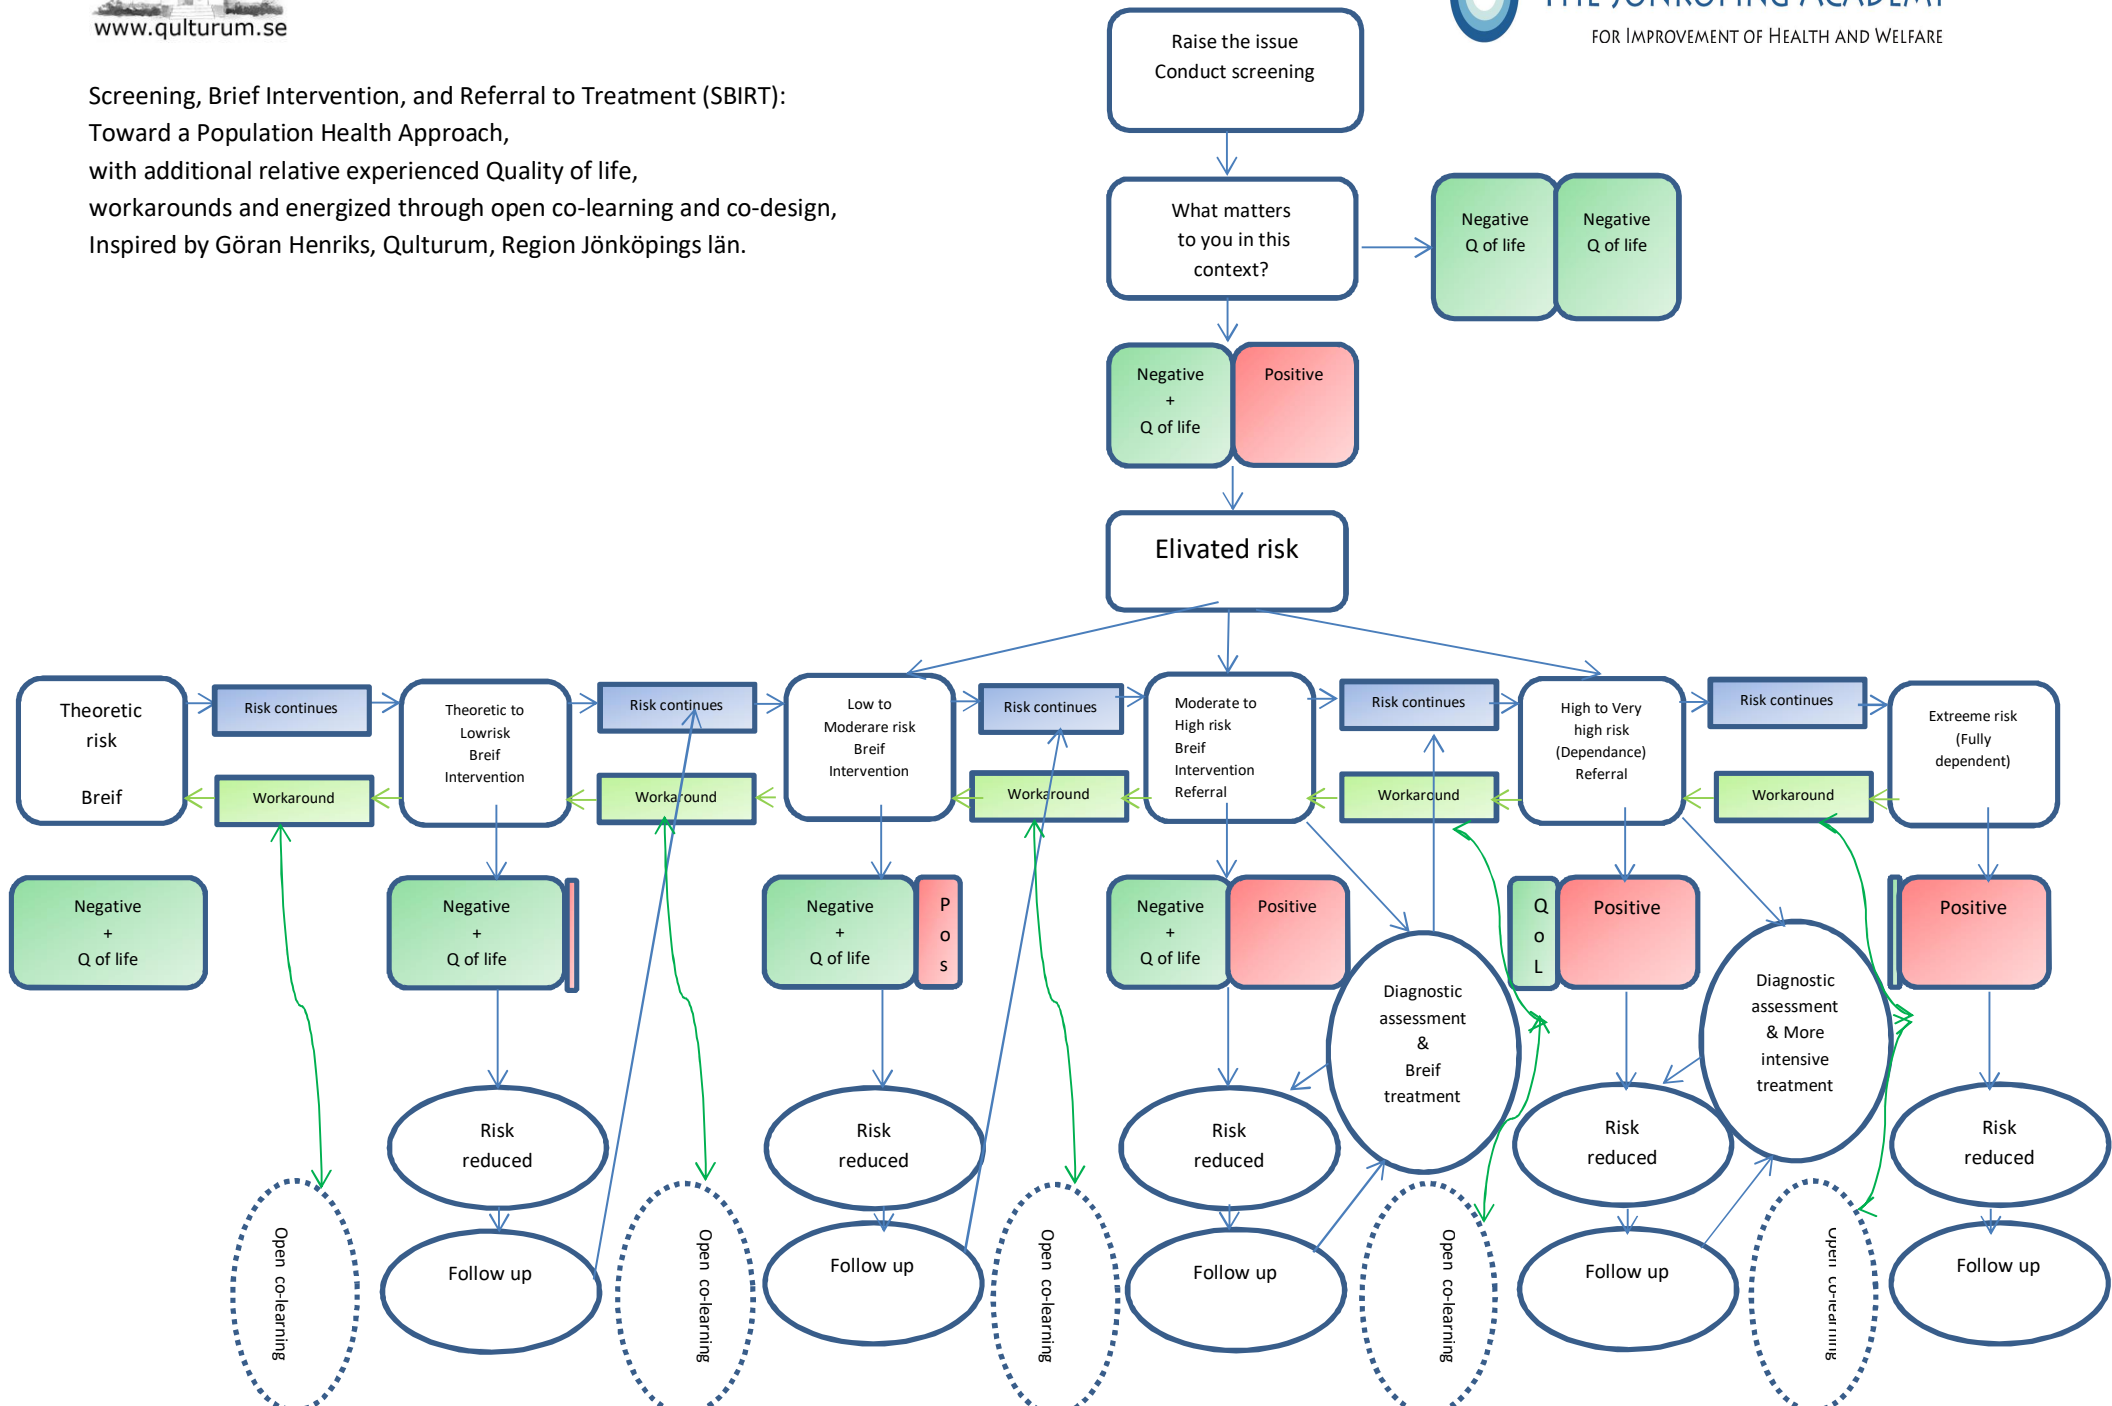 www.qulturum.se
THE JÖNKÖPING ACADEMY
FOR IMPROVEMENT OF HEALTH AND WELFARE
Screening, Brief Intervention, and Referral to Treatment (SBIRT):
Toward a Population Health Approach,
with additional relative experienced Quality of life,
workarounds and energized through open co-learning and co-design,
Inspired by Göran Henriks, Qulturum, Region Jönköpings län.
Raise the issue
Conduct screening
What matters
to you in this
context?
Negative
Q of life
Negative
Q of life
Negative
+
Q of life
Positive
Elivated risk
Theoretic
risk
Breif
Risk continues
Workaround
Theoretic to
Lowrisk
Breif
Intervention
Risk continues
Workaround
Low to
Moderare risk
Breif
Intervention
Risk continues
Workaround
Moderate to
High risk
Breif
Intervention
Referral
Risk continues
Workaround
High to Very
high risk
(Dependance)
Referral
Risk continues
Workaround
Extreeme risk
(Fully
dependent)
Negative
+
Q of life
Negative
+
Q of life
Negative
+
Q of life
P
o
s
Negative
+
Q of life
Positive
Q
o
L
Positive
Positive
Diagnostic
assessment
&
Breif
treatment
Diagnostic
assessment
& More
intensive
treatment
Risk
reduced
Risk
reduced
Risk
reduced
Risk
reduced
Risk
reduced
Follow up
Follow up
Follow up
Follow up
Follow up
Open co-learning
Open co-learning
Open co-learning
Open co-learning
Open co-learning